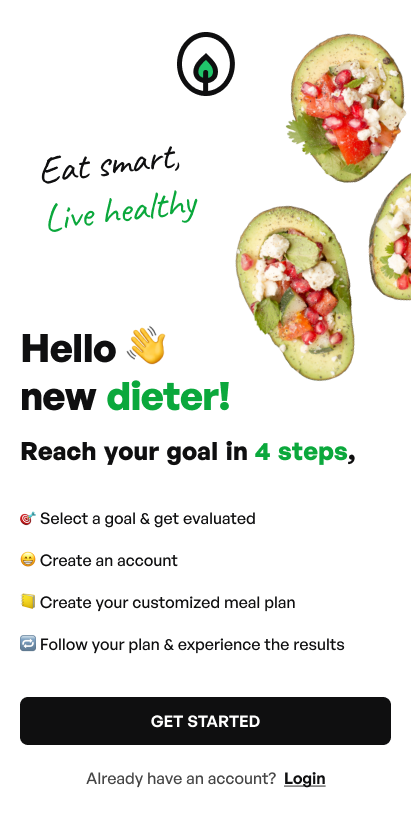 Eat smart,
Live healthy
Hello 👋
new dieter!
Reach your goal in 4 steps,
🎯 Select a goal & get evaluated
😁 Create an account
📒 Create your customized meal plan
🔁 Follow your plan & experience the results
GET STARTED
Already have an account? Login